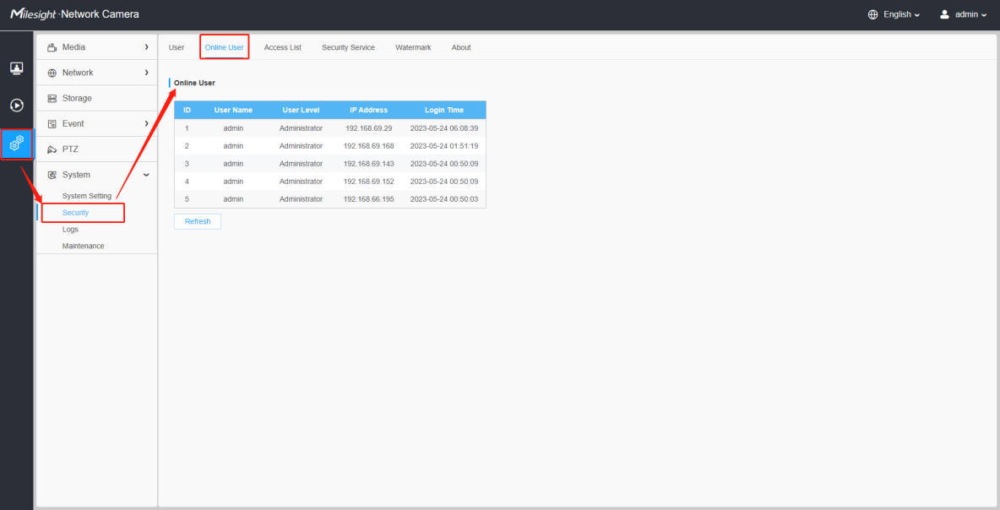 Milesight · Network Camera English admin
Media
Network
Storage
Event
PTZ
System
System Setting
Security
Logs
Maintenance
User Online User Access List Security Service Watermark About
Online User
ID User Name User Level IP Address Login Time
1 admin Administrator 192.168.69.29 2023-05-24 06:08:39
2 admin Administrator 192.168.69.168 2023-05-24 01:51:19
3 admin Administrator 192.168.69.143 2023-05-24 00:50:09
4 admin Administrator 192.168.69.152 2023-05-24 00:50:09
5 admin Administrator 192.168.66.195 2023-05-24 00:50:03
Refresh